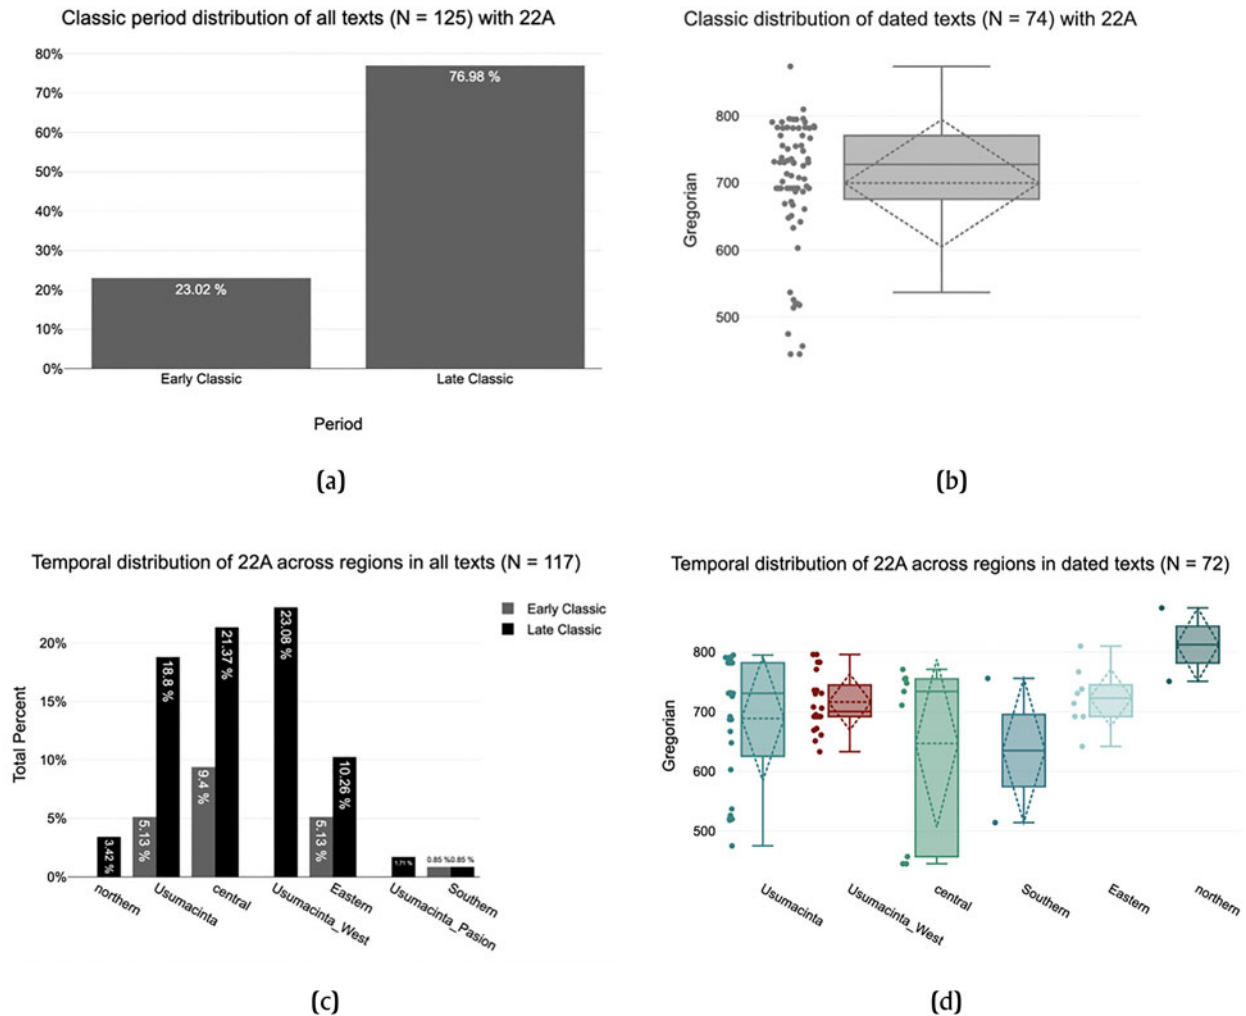 Classic period distribution of all texts (N = 125) with 22A
80%
70%
60%
50%
40%
30%
20%
10%
0%
76.98 %
23.02 %
Early Classic
Late Classic
Period
(a)
Classic distribution of dated texts (N = 74) with 22A
Gregorian
800
700
600
500
(b)
Temporal distribution of 22A across regions in all texts (N = 117)
Early Classic
Late Classic
Total Percent
20%
15%
10%
5%
0%
3.42 %
5.13 %
18.8 %
9.4 %
21.37 %
23.08 %
5.13 %
10.26 %
1.71 %
0.85 %
0.85 %
northern
Usumacinta
central
Usumacinta_West
Eastern
Usumacinta_Pasion
Southern
(c)
Temporal distribution of 22A across regions in dated texts (N = 72)
Gregorian
800
700
600
500
Usumacinta
Usumacinta_West
central
Southern
Eastern
northern
(d)